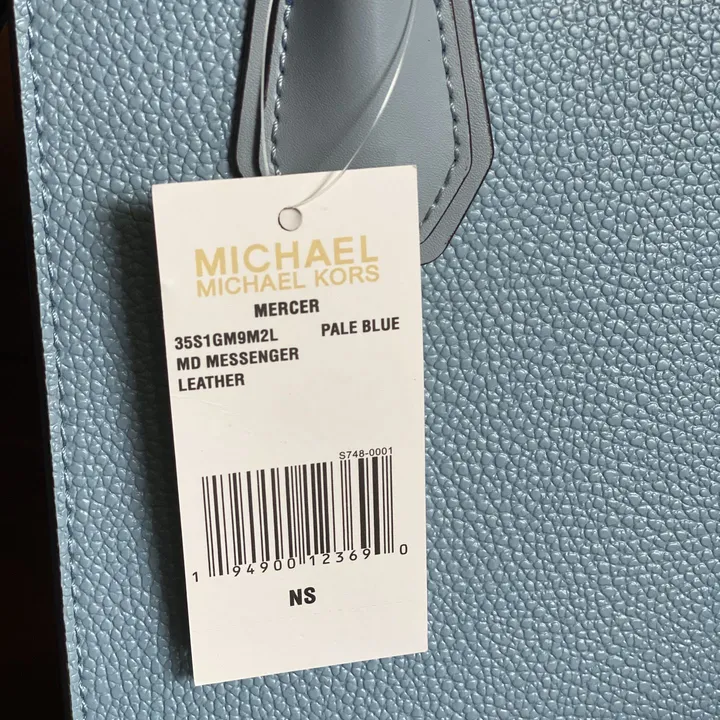 MICHAEL
MICHAEL KORS
MERCER
35S1GM9M2L PALE BLUE
MD MESSENGER
LEATHER
S748-0001
1 94900 12369 0
NS